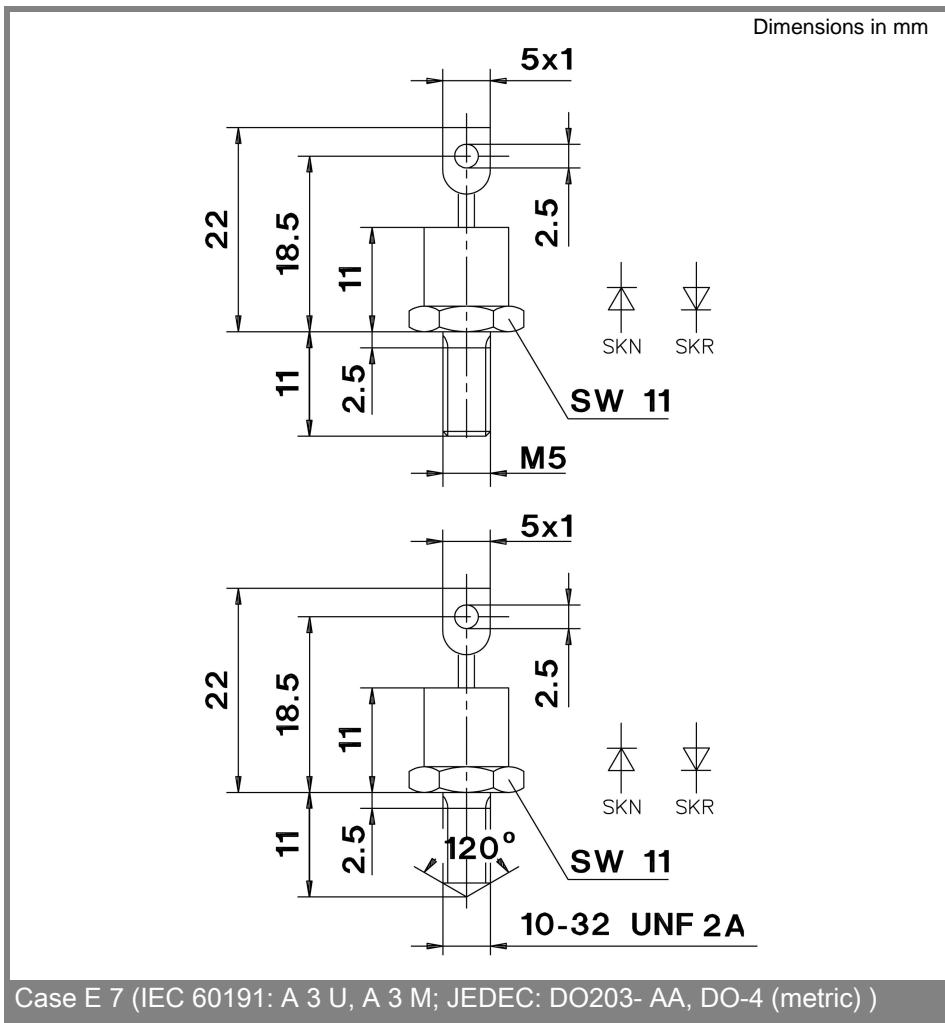 Dimensions in mm
5x1
22
18.5
11
2.5
SKN SKR
11
2.5
SW 11
M5
5x1
22
18.5
11
2.5
SKN SKR
11
2.5
120°
SW 11
10-32 UNF 2A
Case E 7 (IEC 60191: A 3 U, A 3 M; JEDEC: DO203- AA, DO-4 (metric) )